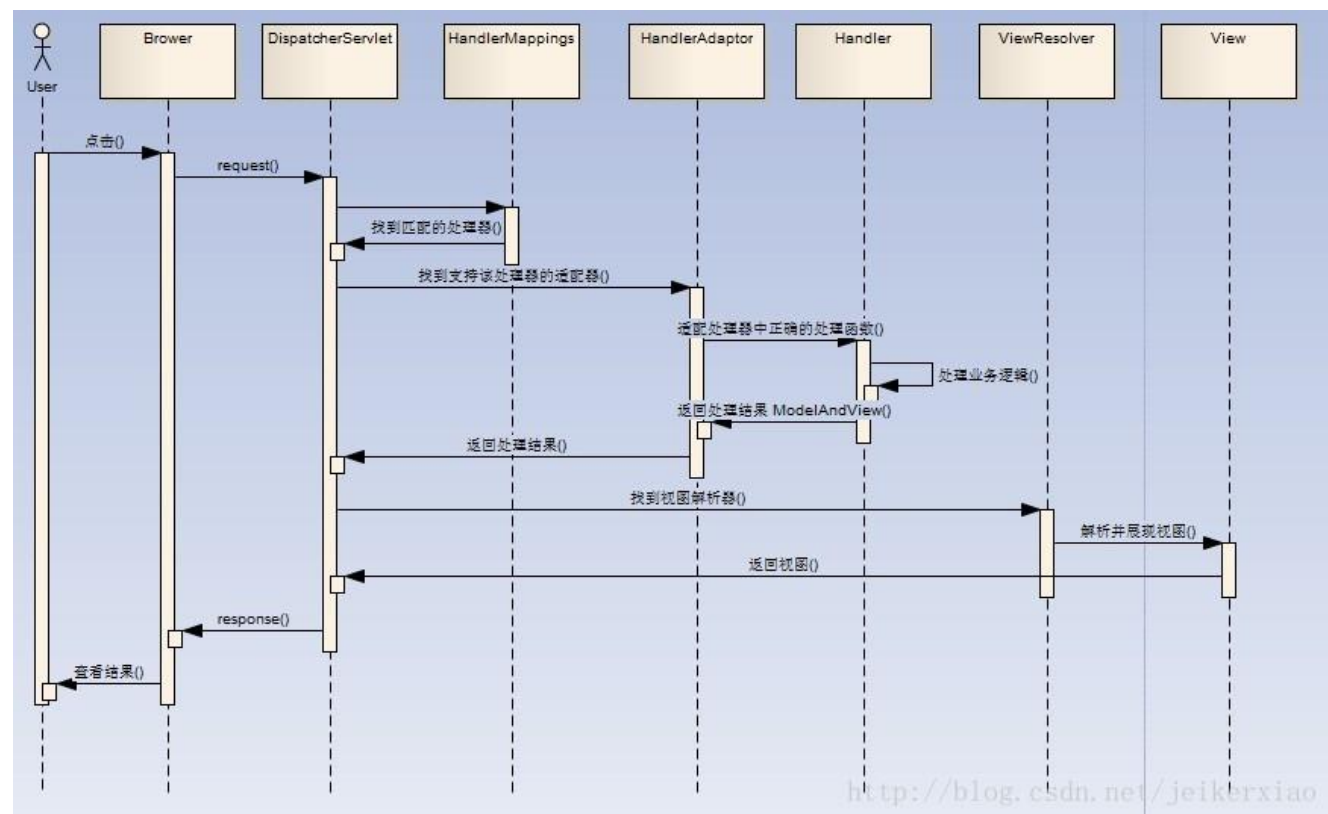 Brower
DispatcherServlet
HandlerMappings
HandlerAdaptor
Handler
ViewResolver
View
User
点击()
request()
找到匹配的处理器()
找到支持该处理器的适配器()
适配处理器中正确的处理函数()
处理业务逻辑()
返回处理结果 ModelAndView()
返回处理结果()
找到视图解析器()
解析并展现视图()
返回视图()
response()
查看结果()
http://blog.csdn.net/jeikerxiao